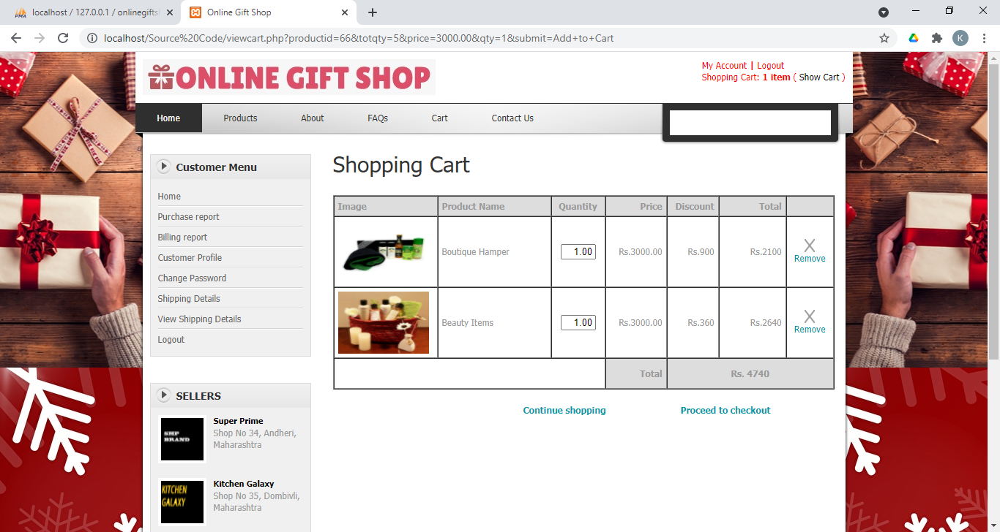 localhost / 127.0.0.1 / onlinegifts
Online Gift Shop
localhost/Source%20Code/viewcart.php?productid=66&totqty=5&price=3000.00&qty=1&submit=Add+to+Cart
K
ONLINE GIFT SHOP
My Account | Logout
Shopping Cart: 1 item ( Show Cart )
Home Products About FAQs Cart Contact Us
Customer Menu
Home
Purchase report
Billing report
Customer Profile
Change Password
Shipping Details
View Shipping Details
Logout
SELLERS
SMP
BRAND
Super Prime
Shop No 34, Andheri,
Maharashtra
KITCHEN
GALAXY
Kitchen Galaxy
Shop No 35, Dombivli,
Maharashtra
Shopping Cart
Image Product Name Quantity Price Discount Total
Boutique Hamper 1.00 Rs.3000.00 Rs.900 Rs.2100 Remove
Beauty Items 1.00 Rs.3000.00 Rs.360 Rs.2640 Remove
Total Rs. 4740
Continue shopping Proceed to checkout